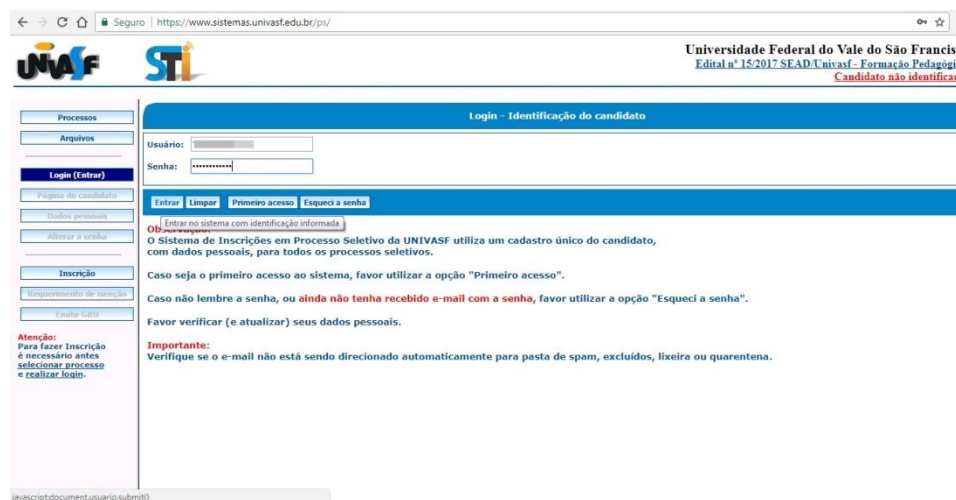 Seguro | https://www.sistemas.univasf.edu.br/ps/
UNIVASF
STI
Universidade Federal do Vale do São Francis
Edital nº 15/2017 SEAD/Univasf - Formação Pedagógi
Candidato não identificad
Processos
Arquivos
Login (Entrar)
Página do candidato
Dados pessoais
Alterar a senha
Inscrição
Requerimento de isenção
Emitir GRU
Atenção:
Para fazer Inscrição
é necessário antes
selecionar processo
e realizar login.
Login - Identificação do candidato
Usuário:
Senha: ••••••••••••
Entrar Limpar Primeiro acesso Esqueci a senha
Entrar no sistema com identificação informada
Observação:
O Sistema de Inscrições em Processo Seletivo da UNIVASF utiliza um cadastro único do candidato,
com dados pessoais, para todos os processos seletivos.
Caso seja o primeiro acesso ao sistema, favor utilizar a opção "Primeiro acesso".
Caso não lembre a senha, ou ainda não tenha recebido e-mail com a senha, favor utilizar a opção "Esqueci a senha".
Favor verificar (e atualizar) seus dados pessoais.
Importante:
Verifique se o e-mail não está sendo direcionado automaticamente para pasta de spam, excluídos, lixeira ou quarentena.
javascript:document.usuario.submit()